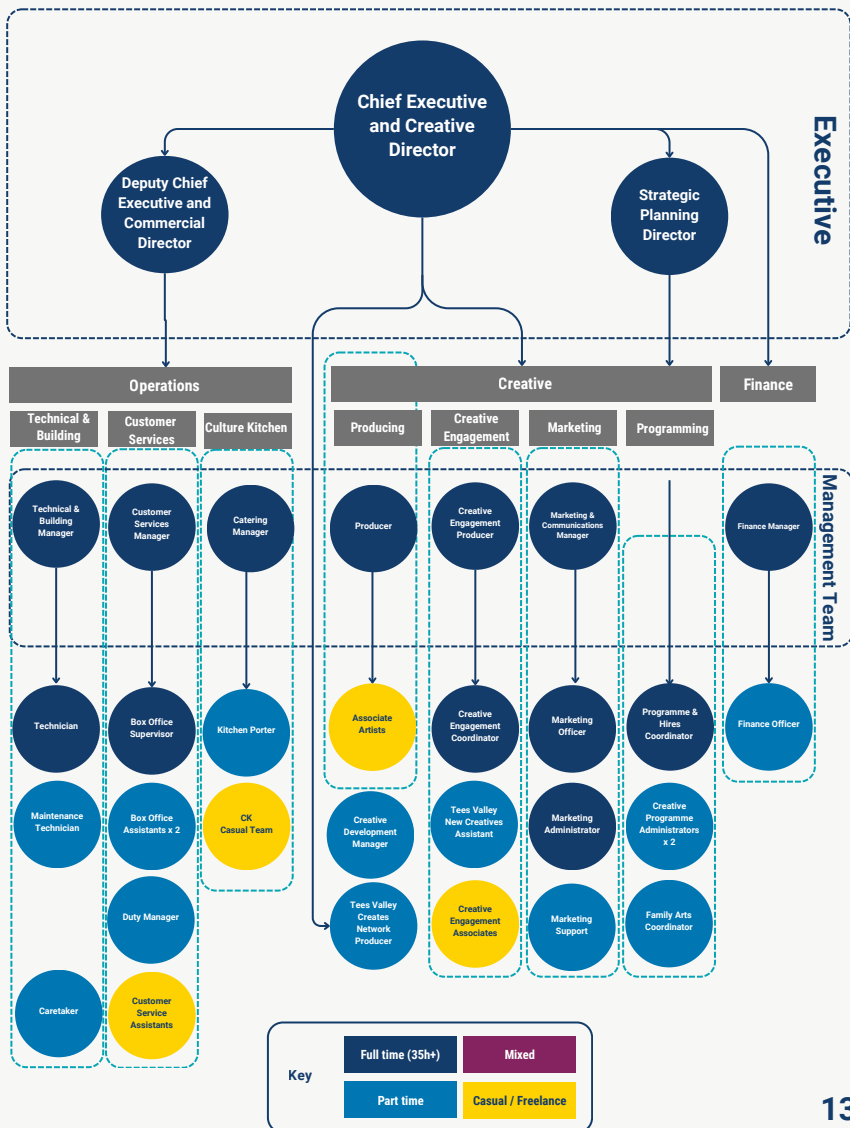 Chief Executive
and Creative
Director
Executive
Deputy Chief
Executive and
Commercial
Director
Strategic
Planning
Director
Operations
Creative
Finance
Technical &
Building
Customer
Services
Culture Kitchen
Producing
Creative
Engagement
Marketing
Programming
Management Team
Technical &
Building
Manager
Customer
Services
Manager
Catering
Manager
Producer
Creative
Engagement
Producer
Marketing &
Communications
Manager
Finance Manager
Technician
Box Office
Supervisor
Kitchen Porter
Associate
Artists
Creative
Engagement
Coordinator
Marketing
Officer
Programme &
Hires
Coordinator
Finance Officer
Maintenance
Technician
Box Office
Assistants x 2
CK
Casual Team
Creative
Development
Manager
Tees Valley
New Creatives
Assistant
Marketing
Administrator
Creative
Programme
Administrators
x 2
Duty Manager
Tees Valley
Creates
Network
Producer
Creative
Engagement
Associates
Marketing
Support
Family Arts
Coordinator
Caretaker
Customer
Service
Assistants
Key
Full time (35h+)
Mixed
Part time
Casual / Freelance
13